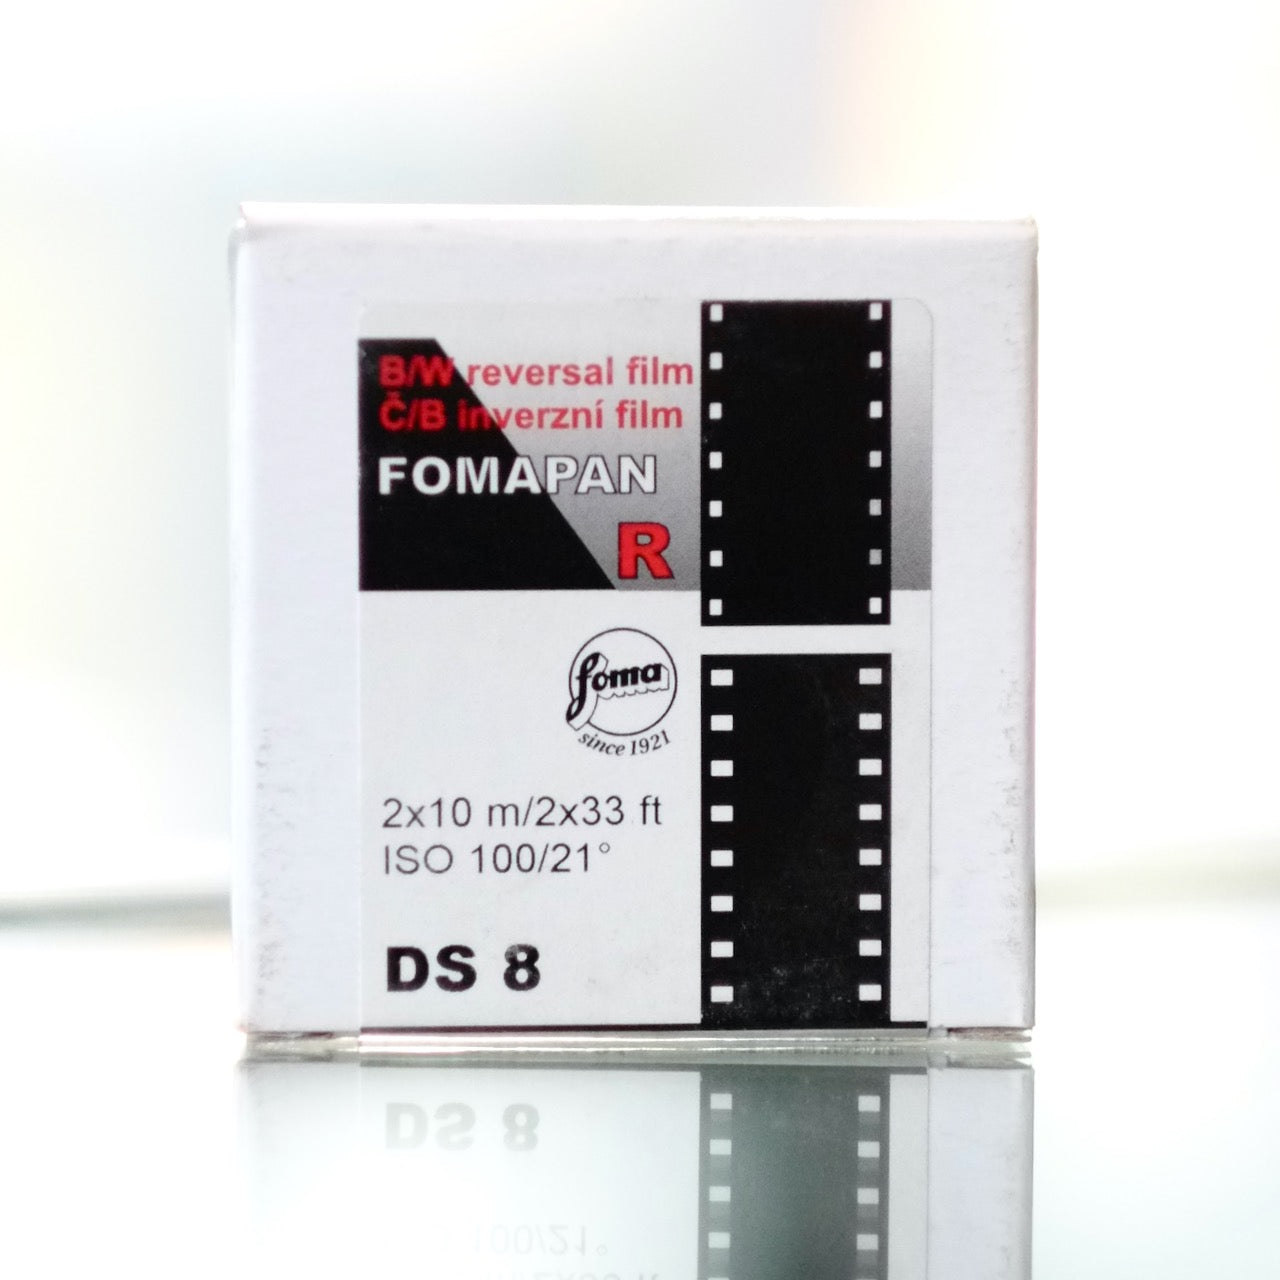 B/W reversal film
Č/B inverzní film
FOMAPAN
R
foma
since 1921
2x10 m/2x33 ft
ISO 100/21°
DS 8